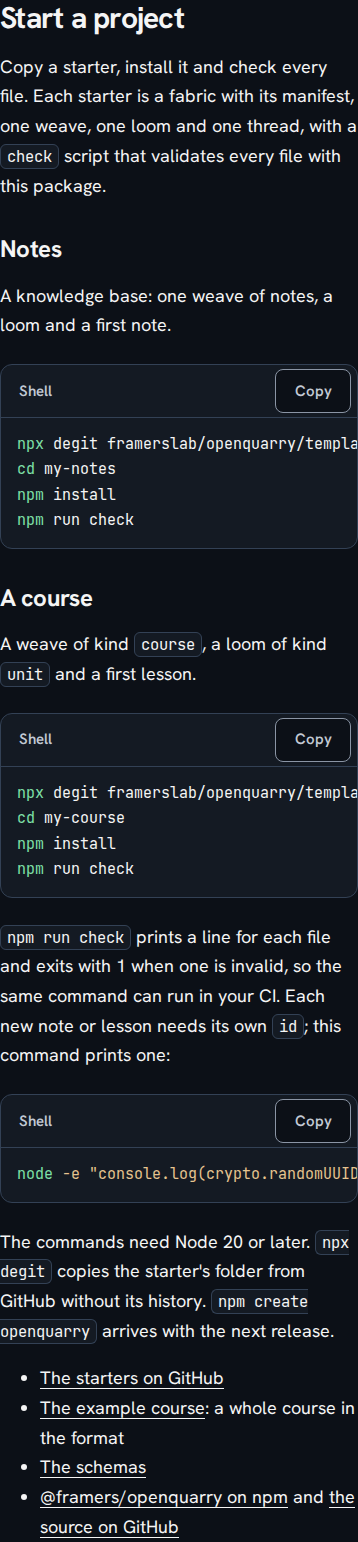 Start a project
Copy a starter, install it and check every
file. Each starter is a fabric with its manifest,
one weave, one loom and one thread, with a
check script that validates every file with
this package.
Notes
A knowledge base: one weave of notes, a
loom and a first note.
Shell
Copy
npx degit framerslab/openquarry/templa
cd my-notes
npm install
npm run check
A course
A weave of kind course, a loom of kind
unit and a first lesson.
Shell
Copy
npx degit framerslab/openquarry/templa
cd my-course
npm install
npm run check
npm run check prints a line for each file
and exits with 1 when one is invalid, so the
same command can run in your CI. Each
new note or lesson needs its own id; this
command prints one:
Shell
Copy
node -e "console.log(crypto.randomUUID
The commands need Node 20 or later. npx
degit copies the starter's folder from
GitHub without its history. npm create
openquarry arrives with the next release.
• The starters on GitHub
• The example course: a whole course in
the format
• The schemas
• @framers/openquarry on npm and the
source on GitHub